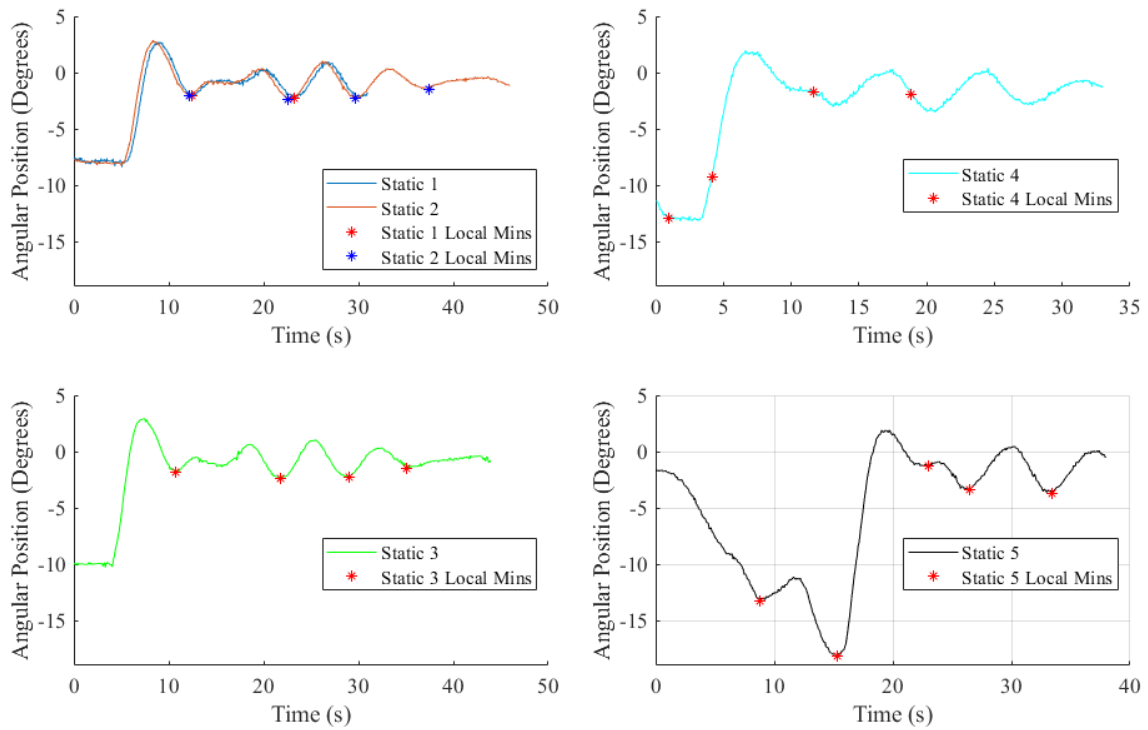 5
0
-5
-10
-15
Angular Position (Degrees)
0 10 20 30 40 50
Time (s)
Static 1
Static 2
Static 1 Local Mins
Static 2 Local Mins
5
0
-5
-10
-15
Angular Position (Degrees)
0 5 10 15 20 25 30 35
Time (s)
Static 4
Static 4 Local Mins
5
0
-5
-10
-15
Angular Position (Degrees)
0 10 20 30 40 50
Time (s)
Static 3
Static 3 Local Mins
5
0
-5
-10
-15
Angular Position (Degrees)
0 10 20 30 40
Time (s)
Static 5
Static 5 Local Mins